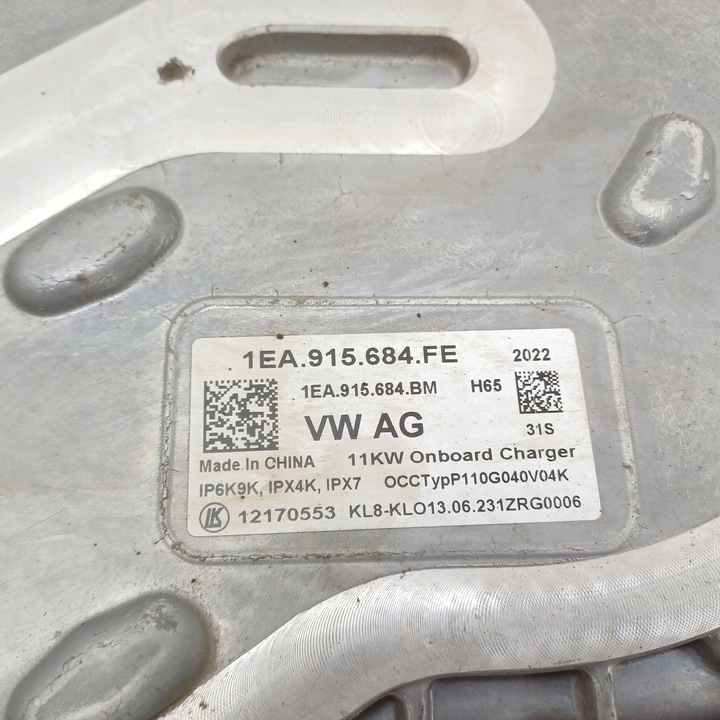 1EA.915.684.FE 2022
1EA.915.684.BM H65
VW AG 31S
Made In CHINA 11KW Onboard Charger
IP6K9K, IPX4K, IPX7 OCCTypP110G040V04K
LK 12170553 KL8-KLO13.06.231ZRG0006